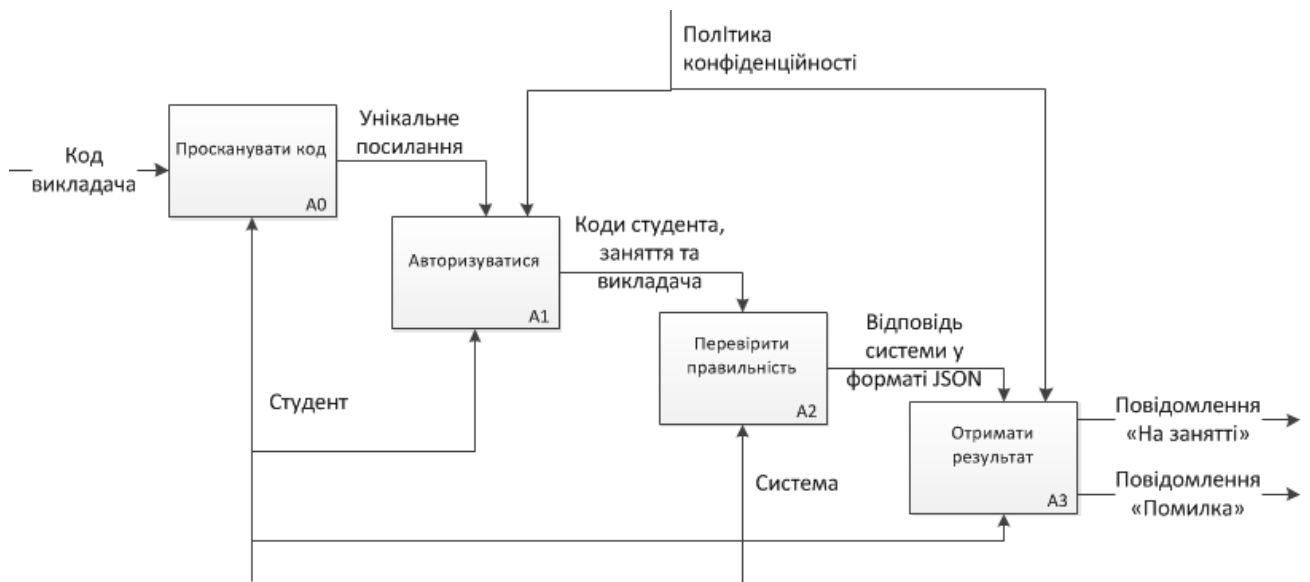 Політика
конфіденційності
Код
викладача
Просканувати код
A0
Унікальне
посилання
Авторизуватися
A1
Коди студента,
заняття та
викладача
Перевірити
правильність
A2
Відповідь
системи у
форматі JSON
Отримати
результат
A3
Повідомлення
«На занятті»
Повідомлення
«Помилка»
Студент
Система